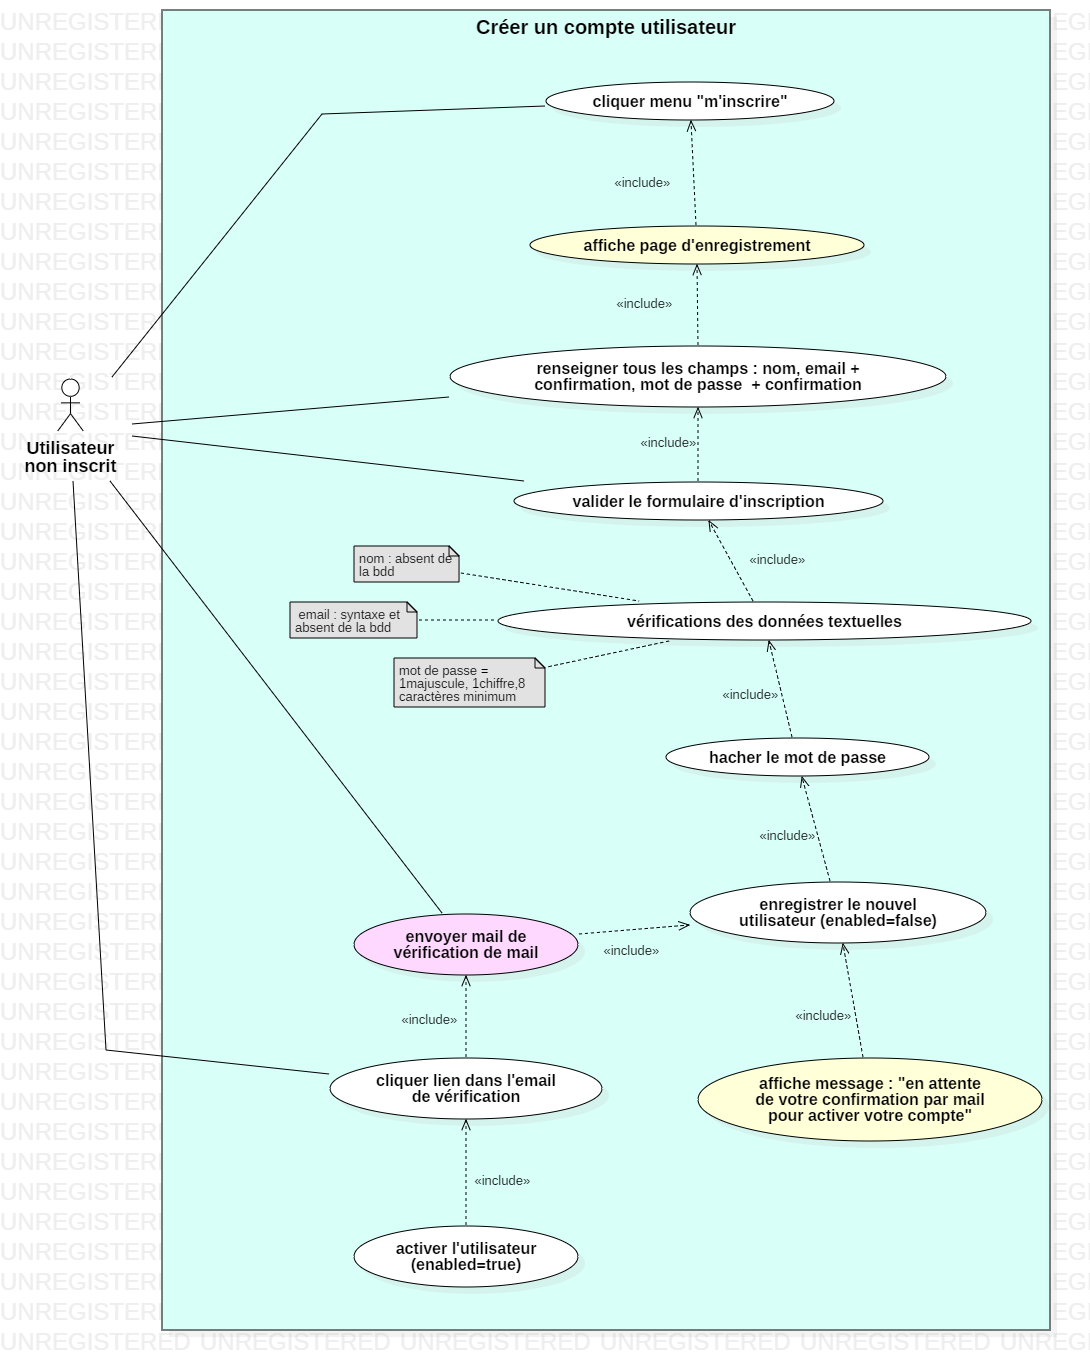 Créer un compte utilisateur
cliquer menu "m'inscrire"
«include»
affiche page d'enregistrement
«include»
renseigner tous les champs : nom, email +
confirmation, mot de passe  + confirmation
«include»
Utilisateur
non inscrit
valider le formulaire d'inscription
«include»
nom : absent de
la bdd
email : syntaxe et
absent de la bdd
vérifications des données textuelles
mot de passe =
1majuscule, 1chiffre,8
caractères minimum
«include»
hacher le mot de passe
«include»
enregistrer le nouvel
utilisateur (enabled=false)
envoyer mail de
vérification de mail
«include»
«include»
«include»
cliquer lien dans l'email
de vérification
affiche message : "en attente
de votre confirmation par mail
pour activer votre compte"
«include»
activer l'utilisateur
(enabled=true)
UNREGISTERED UNREGISTERED UNREGISTERED UNREGISTERED UNREGISTERED